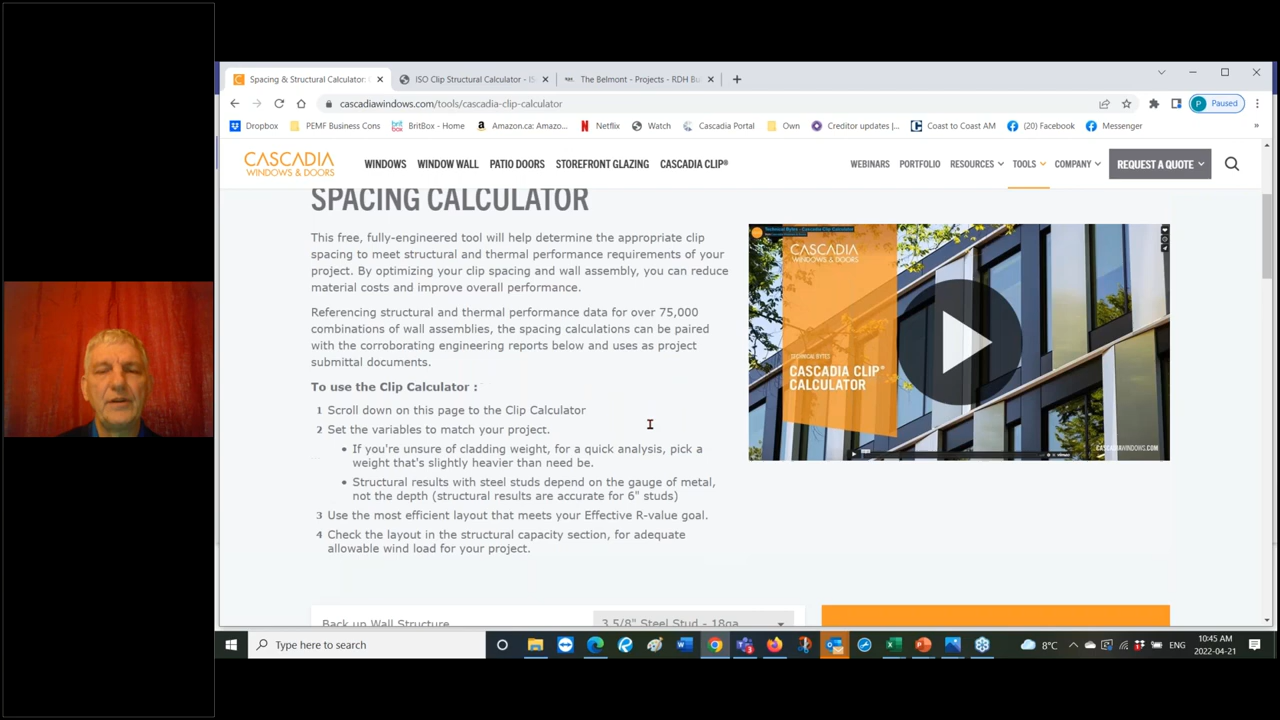 Spacing & Structural Calculator:
ISO Clip Structural Calculator - IS
The Belmont - Projects - RDH Bu
cascadiawindows.com/tools/cascadia-clip-calculator
Paused
Dropbox
PEMF Business Cons
BritBox - Home
Amazon.ca: Amazo...
Netflix
Watch
Cascadia Portal
Own
Creditor updates |...
Coast to Coast AM
(20) Facebook
Messenger
CASCADIA
WINDOWS & DOORS
WINDOWS
WINDOW WALL
PATIO DOORS
STOREFRONT GLAZING
CASCADIA CLIP®
WEBINARS
PORTFOLIO
RESOURCES
TOOLS
COMPANY
REQUEST A QUOTE
SPACING CALCULATOR
This free, fully-engineered tool will help determine the appropriate clip
spacing to meet structural and thermal performance requirements of your
project. By optimizing your clip spacing and wall assembly, you can reduce
material costs and improve overall performance.
Referencing structural and thermal performance data for over 75,000
combinations of wall assemblies, the spacing calculations can be paired
with the corroborating engineering reports below and uses as project
submittal documents.
To use the Clip Calculator :
1 Scroll down on this page to the Clip Calculator
2 Set the variables to match your project.
• If you're unsure of cladding weight, for a quick analysis, pick a
weight that's slightly heavier than need be.
• Structural results with steel studs depend on the gauge of metal,
not the depth (structural results are accurate for 6" studs)
3 Use the most efficient layout that meets your Effective R-value goal.
4 Check the layout in the structural capacity section, for adequate
allowable wind load for your project.
Technical Bytes - Cascadia Clip Calculator
CASCADIA
WINDOWS & DOORS
TECHNICAL BYTES
CASCADIA CLIP®
CALCULATOR
CASCADIAWINDOWS.COM
Back up Wall Structure
3 5/8" Steel Stud - 18ga
Type here to search
8°C
ENG
10:45 AM
2022-04-21